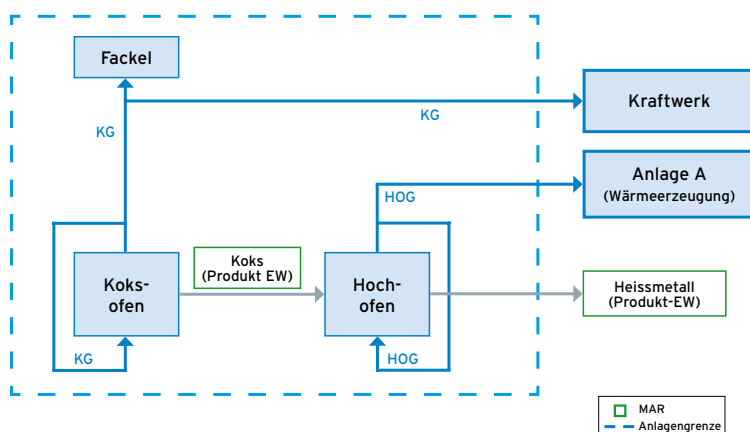 Fackel
KG
KG
Kraftwerk
Anlage A
(Wärmeerzeugung)
HOG
Koks
(Produkt EW)
Koks-
ofen
Hoch-
ofen
Heissmetall
(Produkt-EW)
KG
HOG
MAR
Anlagengrenze